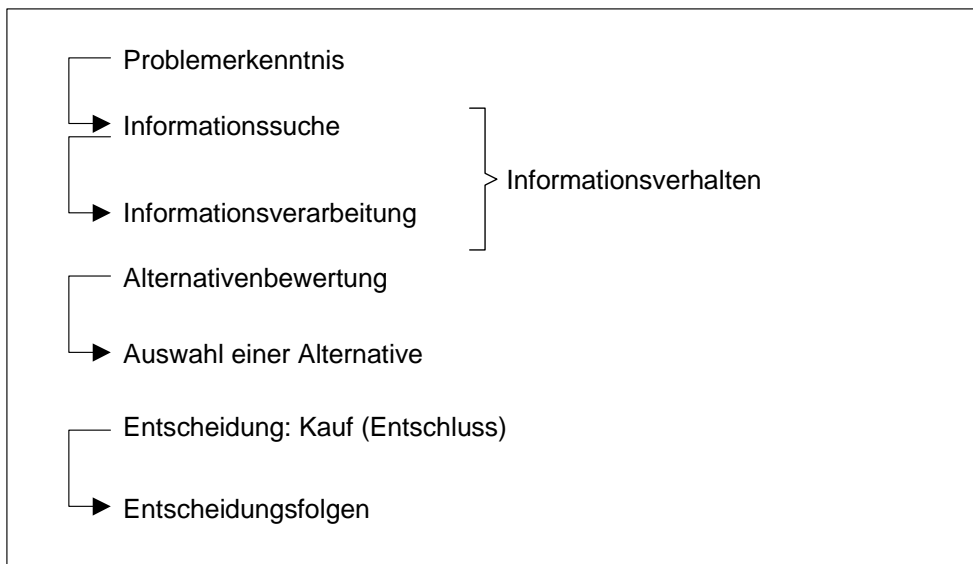 Problemerkenntnis
Informationssuche
Informationsverhalten
Informationsverarbeitung
Alternativenbewertung
Auswahl einer Alternative
Entscheidung: Kauf (Entschluss)
Entscheidungsfolgen